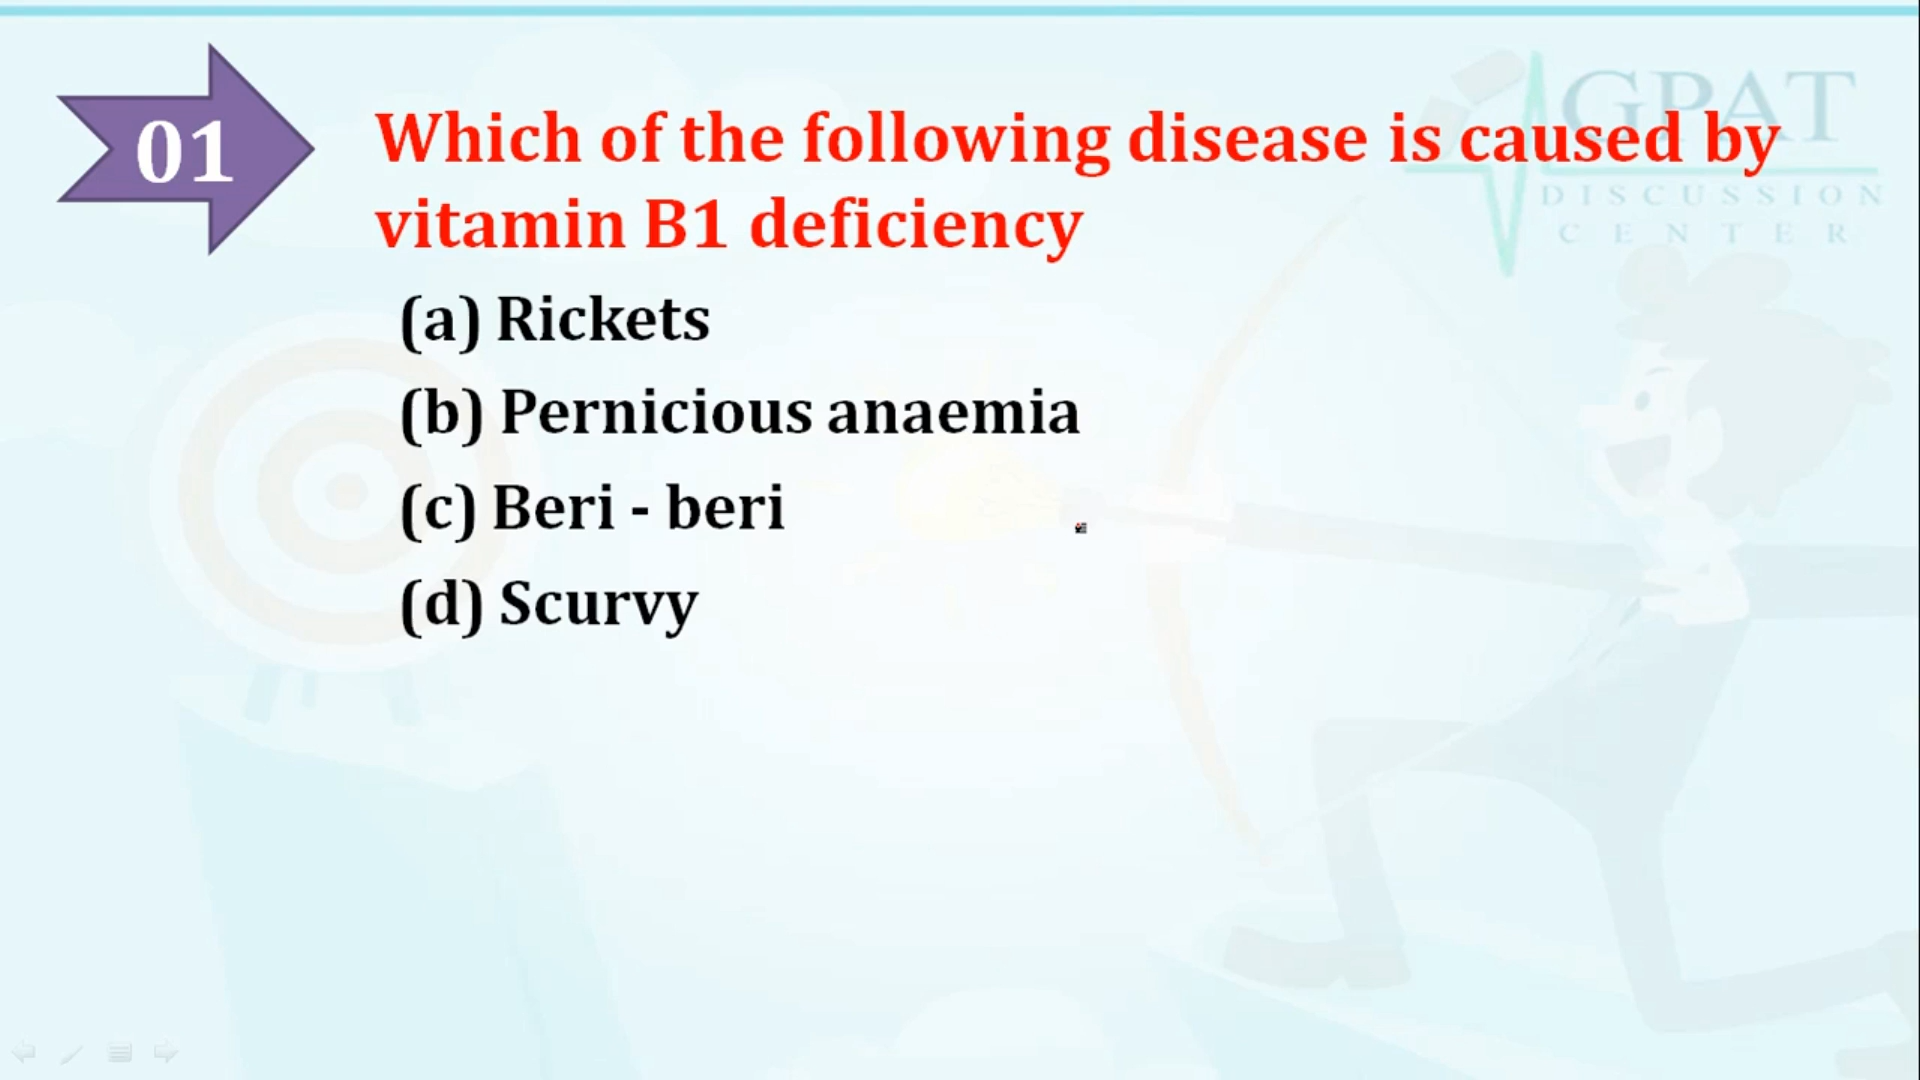 01
Which of the following disease is caused by
vitamin B1 deficiency
(a) Rickets
(b) Pernicious anaemia
(c) Beri - beri
(d) Scurvy
GPAT
DISCUSSION
CENTER